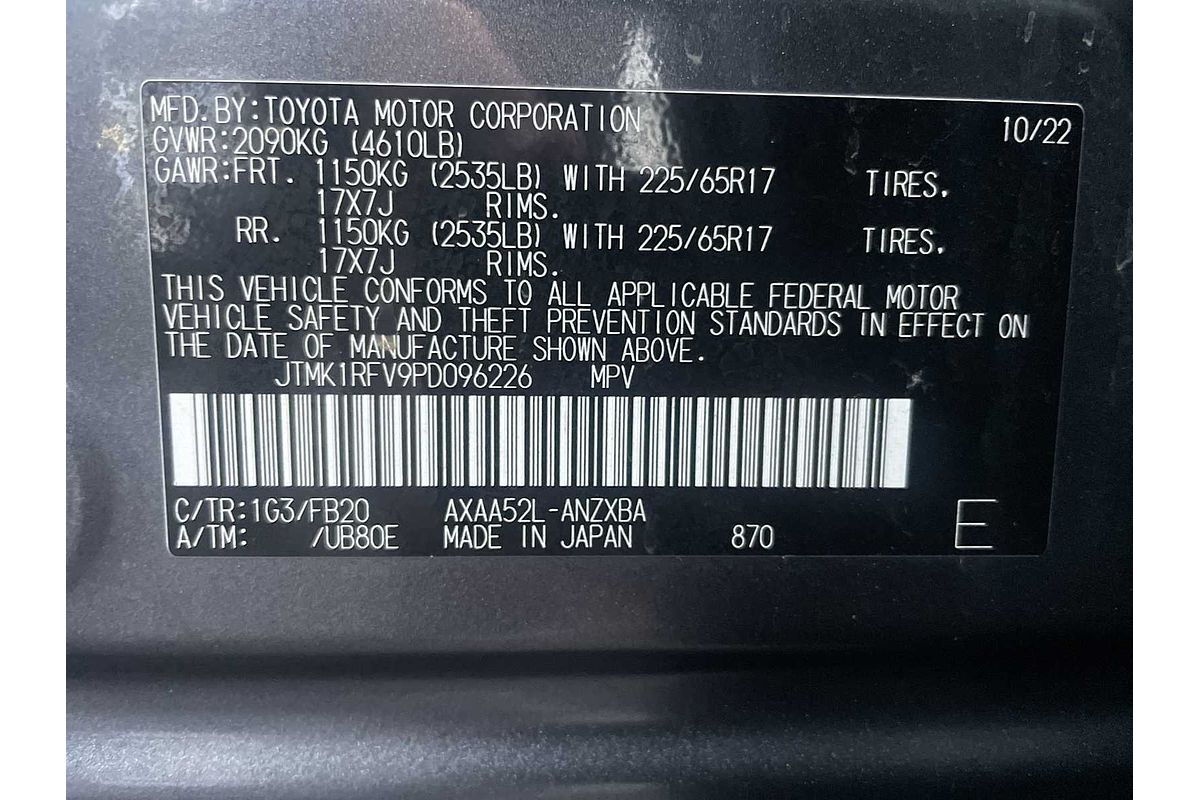 MFD.BY:TOYOTA MOTOR CORPORATION 10/22
GVWR:2090KG (4610LB)
GAWR:FRT. 1150KG (2535LB) WITH 225/65R17 TIRES.
17X7J RIMS.
RR. 1150KG (2535LB) WITH 225/65R17 TIRES.
17X7J RIMS.
THIS VEHICLE CONFORMS TO ALL APPLICABLE FEDERAL MOTOR
VEHICLE SAFETY AND THEFT PREVENTION STANDARDS IN EFFECT ON
THE DATE OF MANUFACTURE SHOWN ABOVE.
JTMK1RFV9PD096226 MPV
C/TR:1G3/FB20 AXAA52L-ANZXBA
A/TM: /UB80E MADE IN JAPAN 870 E